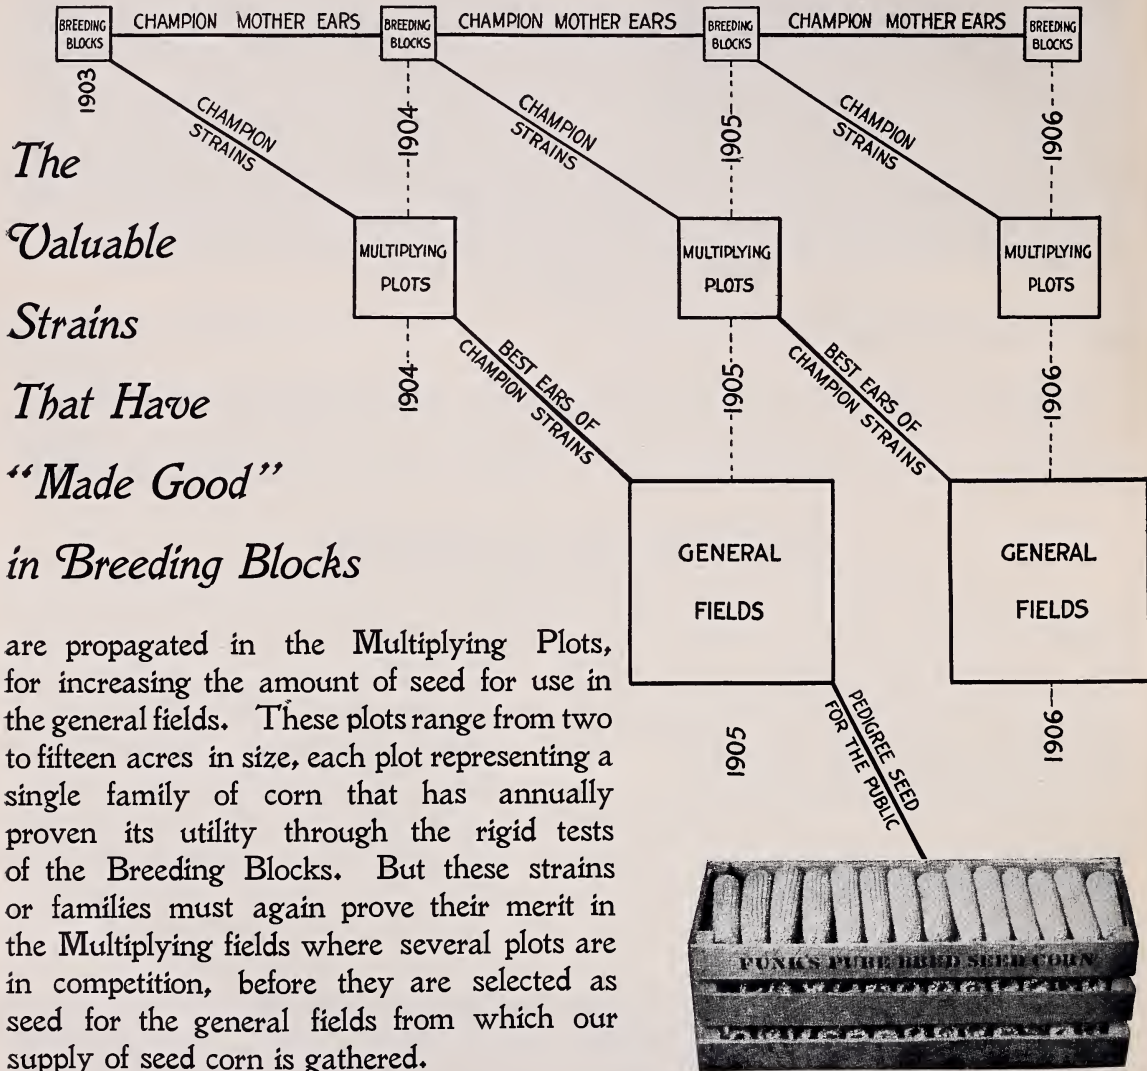 BREEDING
BLOCKS
CHAMPION MOTHER EARS
BREEDING
BLOCKS
CHAMPION MOTHER EARS
BREEDING
BLOCKS
CHAMPION MOTHER EARS
BREEDING
BLOCKS
1903
1904
1905
1906
CHAMPION
STRAINS
CHAMPION
STRAINS
CHAMPION
STRAINS
MULTIPLYING
PLOTS
MULTIPLYING
PLOTS
MULTIPLYING
PLOTS
1904
1905
1906
BEST EARS OF
CHAMPION STRAINS
BEST EARS OF
CHAMPION STRAINS
GENERAL
FIELDS
GENERAL
FIELDS
1905
1906
PEDIGREE SEED
FOR THE PUBLIC
The
Valuable
Strains
That Have
“Made Good”
in Breeding Blocks
are propagated in the Multiplying Plots,
for increasing the amount of seed for use in
the general fields. These plots range from two
to fifteen acres in size, each plot representing a
single family of corn that has annually
proven its utility through the rigid tests
of the Breeding Blocks. But these strains
or families must again prove their merit in
the Multiplying fields where several plots are
in competition, before they are selected as
seed for the general fields from which our
supply of seed corn is gathered.
FUNK'S PURE BRED SEED CORN